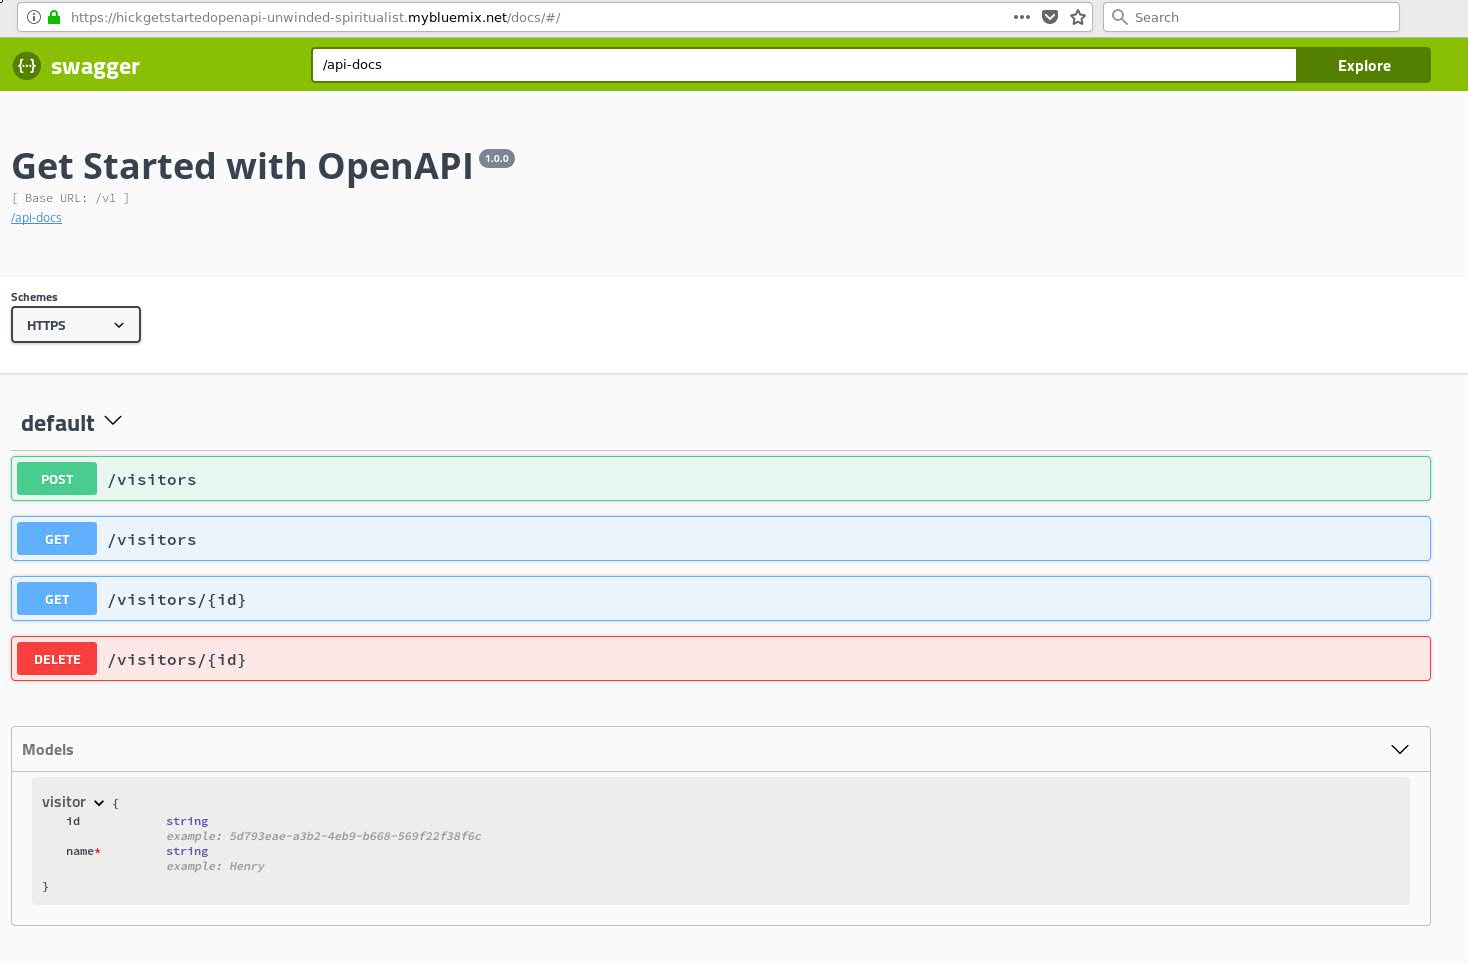 https://hickgetstartedopenapi-unwinded-spiritualist.mybluemix.net/docs/#/
Search
swagger
/api-docs
Explore
Get Started with OpenAPI 1.0.0
[ Base URL: /v1 ]
/api-docs
Schemes
HTTPS
default
POST /visitors
GET /visitors
GET /visitors/{id}
DELETE /visitors/{id}
Models
visitor {
id string
example: 5d793eae-a3b2-4eb9-b668-569f22f38f6c
name* string
example: Henry
}